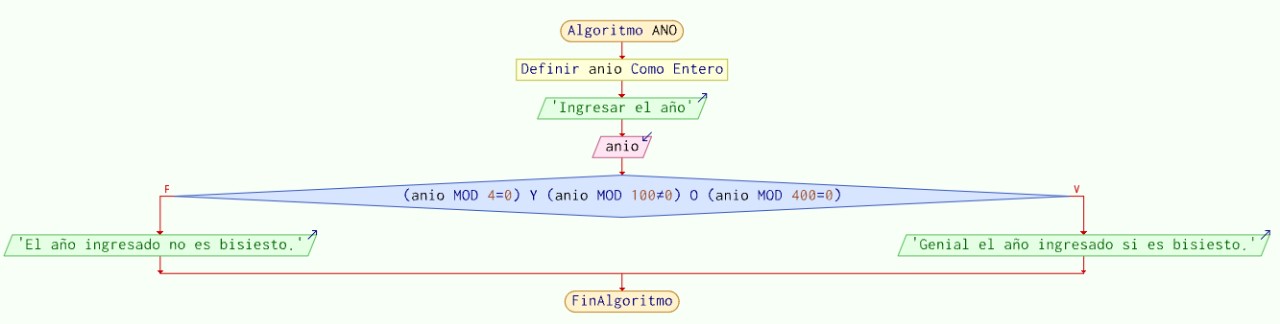 Algoritmo ANO
Definir anio Como Entero
'Ingresar el año'
anio
F
V
(anio MOD 4=0) Y (anio MOD 100≠0) O (anio MOD 400=0)
'El año ingresado no es bisiesto.'
'Genial el año ingresado si es bisiesto.'
FinAlgoritmo